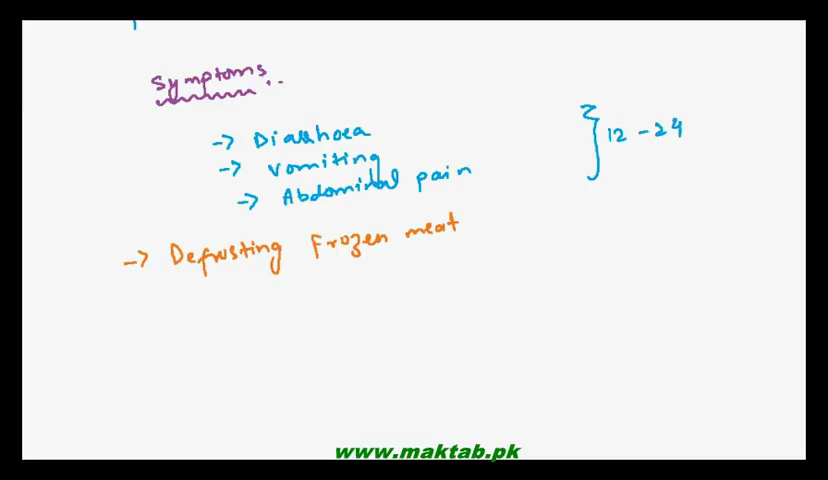 Symptoms..
-> Diarrhoea
-> Vomiting
-> Abdominal pain
} 12 - 24
-> Defrosting Frozen meat
www.maktab.pk